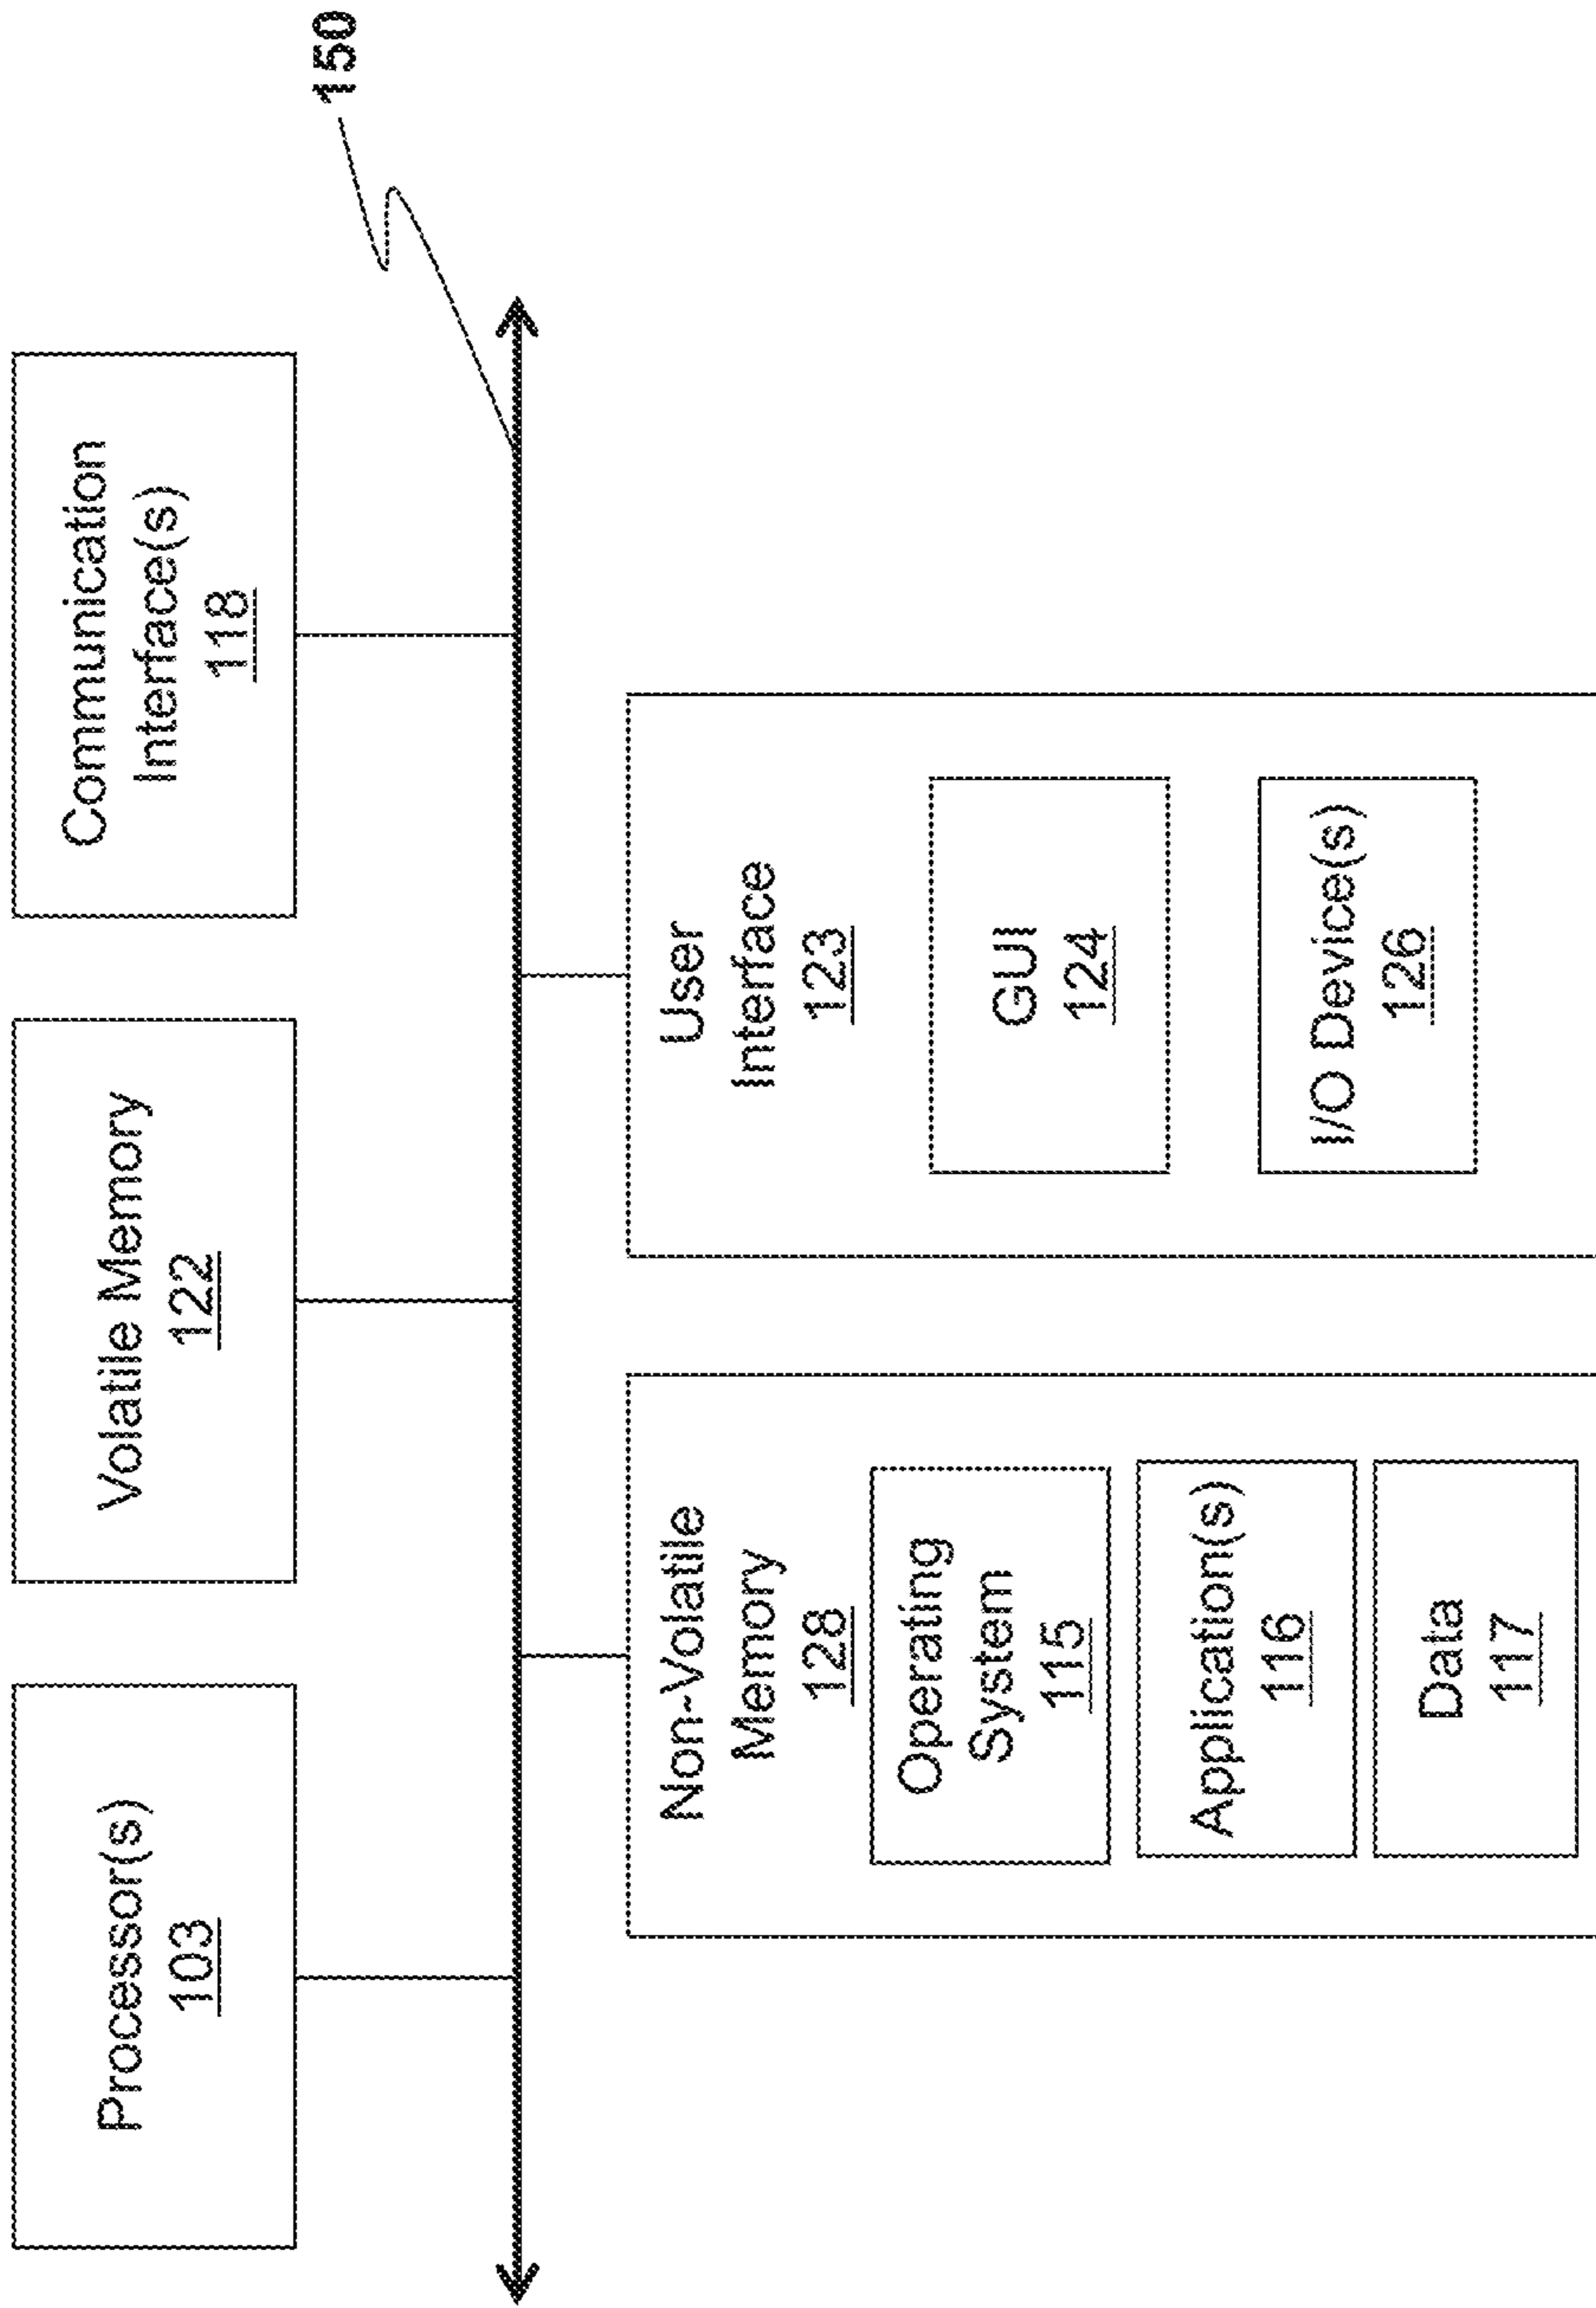 Processor(s)
103
Volatile Memory
122
Communication
Interface(s)
118
150
Non-Volatile
Memory
128
Operating
System
115
Application(s)
116
Data
117
User
Interface
123
GUI
124
I/O Device(s)
126